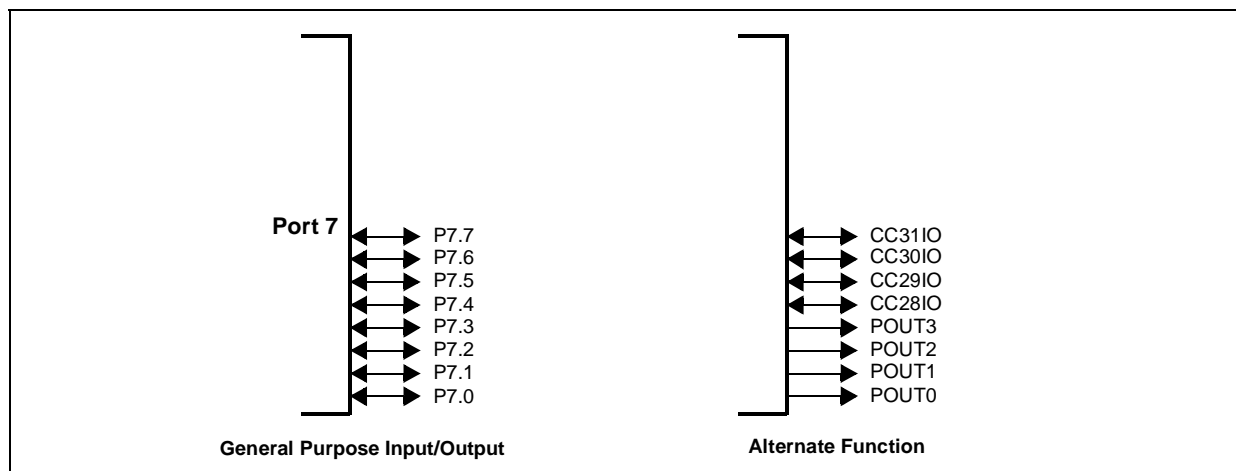 Port 7
P7.7
P7.6
P7.5
P7.4
P7.3
P7.2
P7.1
P7.0
General Purpose Input/Output
CC31IO
CC30IO
CC29IO
CC28IO
POUT3
POUT2
POUT1
POUT0
Alternate Function